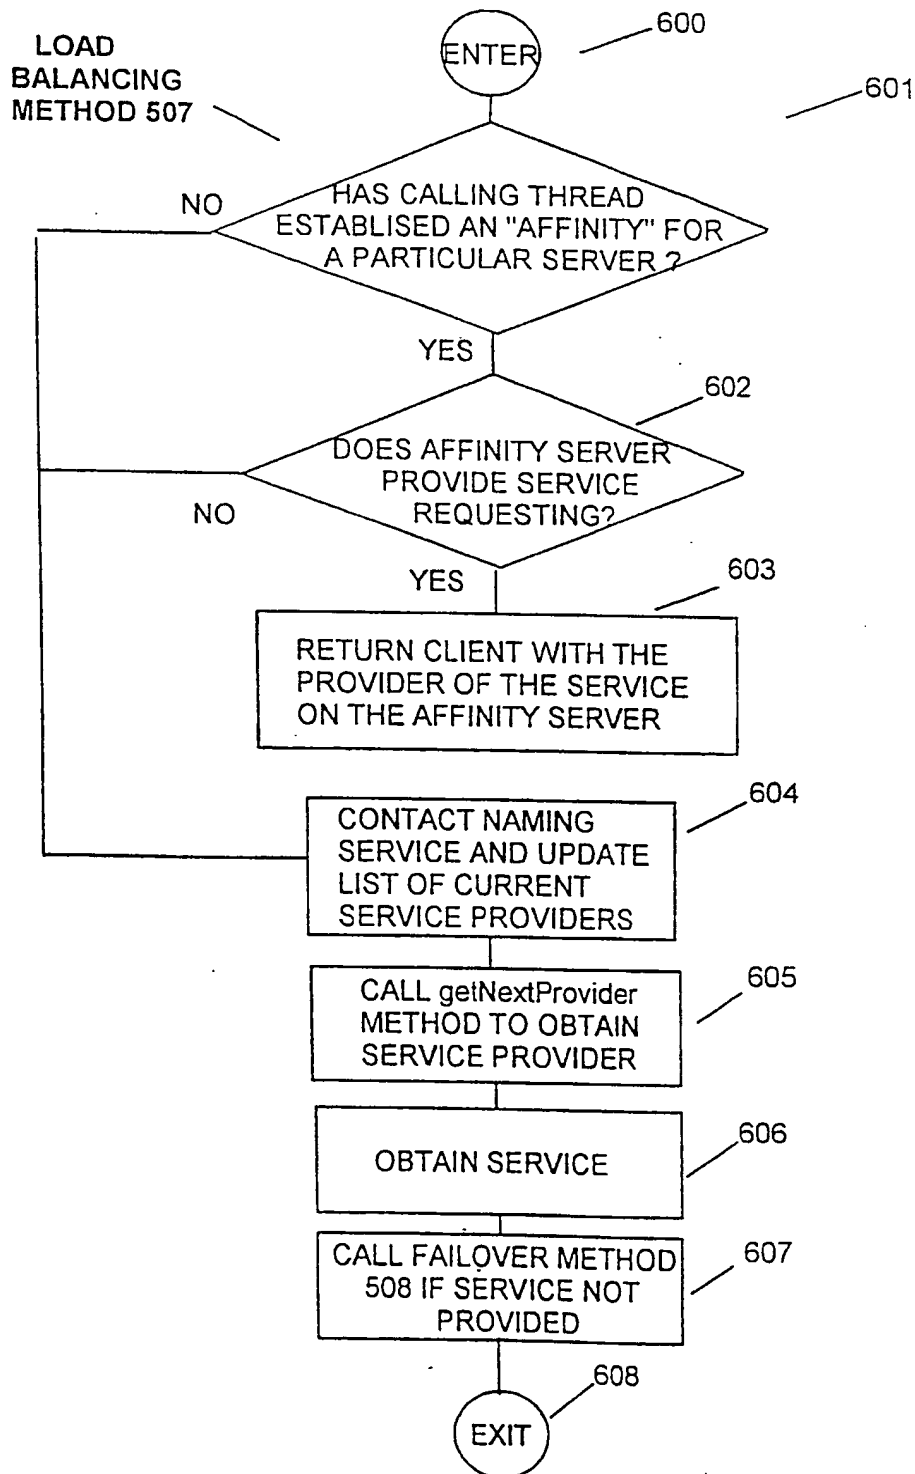 600
ENTER
LOAD
BALANCING
METHOD 507
601
HAS CALLING THREAD
ESTABLISED AN "AFFINITY" FOR
A PARTICULAR SERVER ?
NO
YES
602
DOES AFFINITY SERVER
PROVIDE SERVICE
REQUESTING?
NO
YES
603
RETURN CLIENT WITH THE
PROVIDER OF THE SERVICE
ON THE AFFINITY SERVER
604
CONTACT NAMING
SERVICE AND UPDATE
LIST OF CURRENT
SERVICE PROVIDERS
605
CALL getNextProvider
METHOD TO OBTAIN
SERVICE PROVIDER
606
OBTAIN SERVICE
607
CALL FAILOVER METHOD
508 IF SERVICE NOT
PROVIDED
608
EXIT